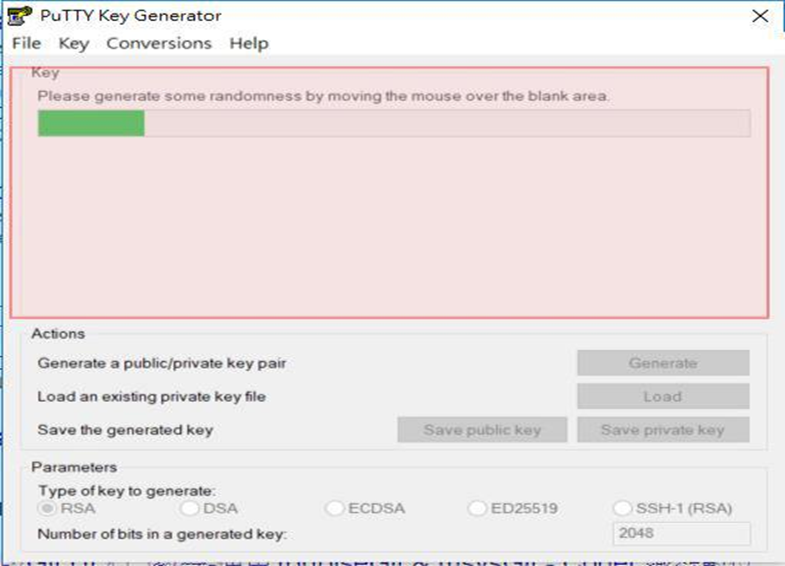 PuTTY Key Generator
File Key Conversions Help
Key
Please generate some randomness by moving the mouse over the blank area.
Actions
Generate a public/private key pair Generate
Load an existing private key file Load
Save the generated key Save public key Save private key
Parameters
Type of key to generate:
RSA DSA ECDSA ED25519 SSH-1 (RSA)
Number of bits in a generated key: 2048